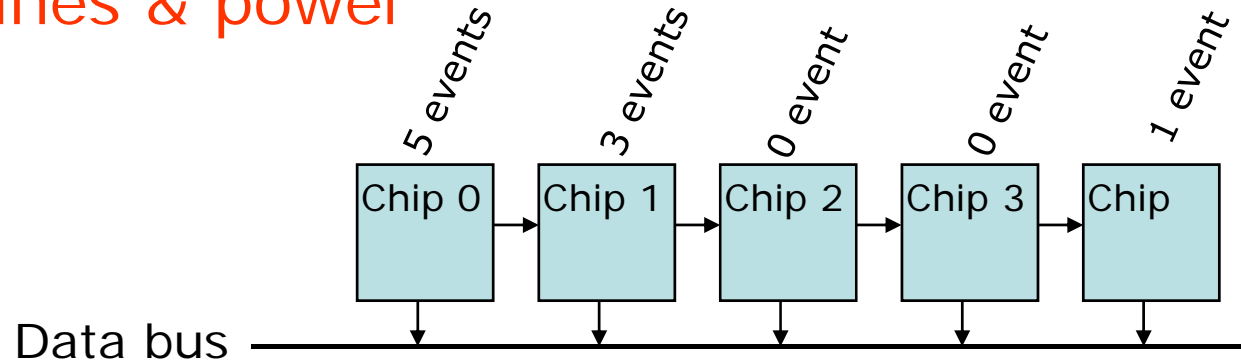 & power
5 events
3 events
0 event
0 event
1 event
Chip 0
Chip 1
Chip 2
Chip 3
Chip
Data bus